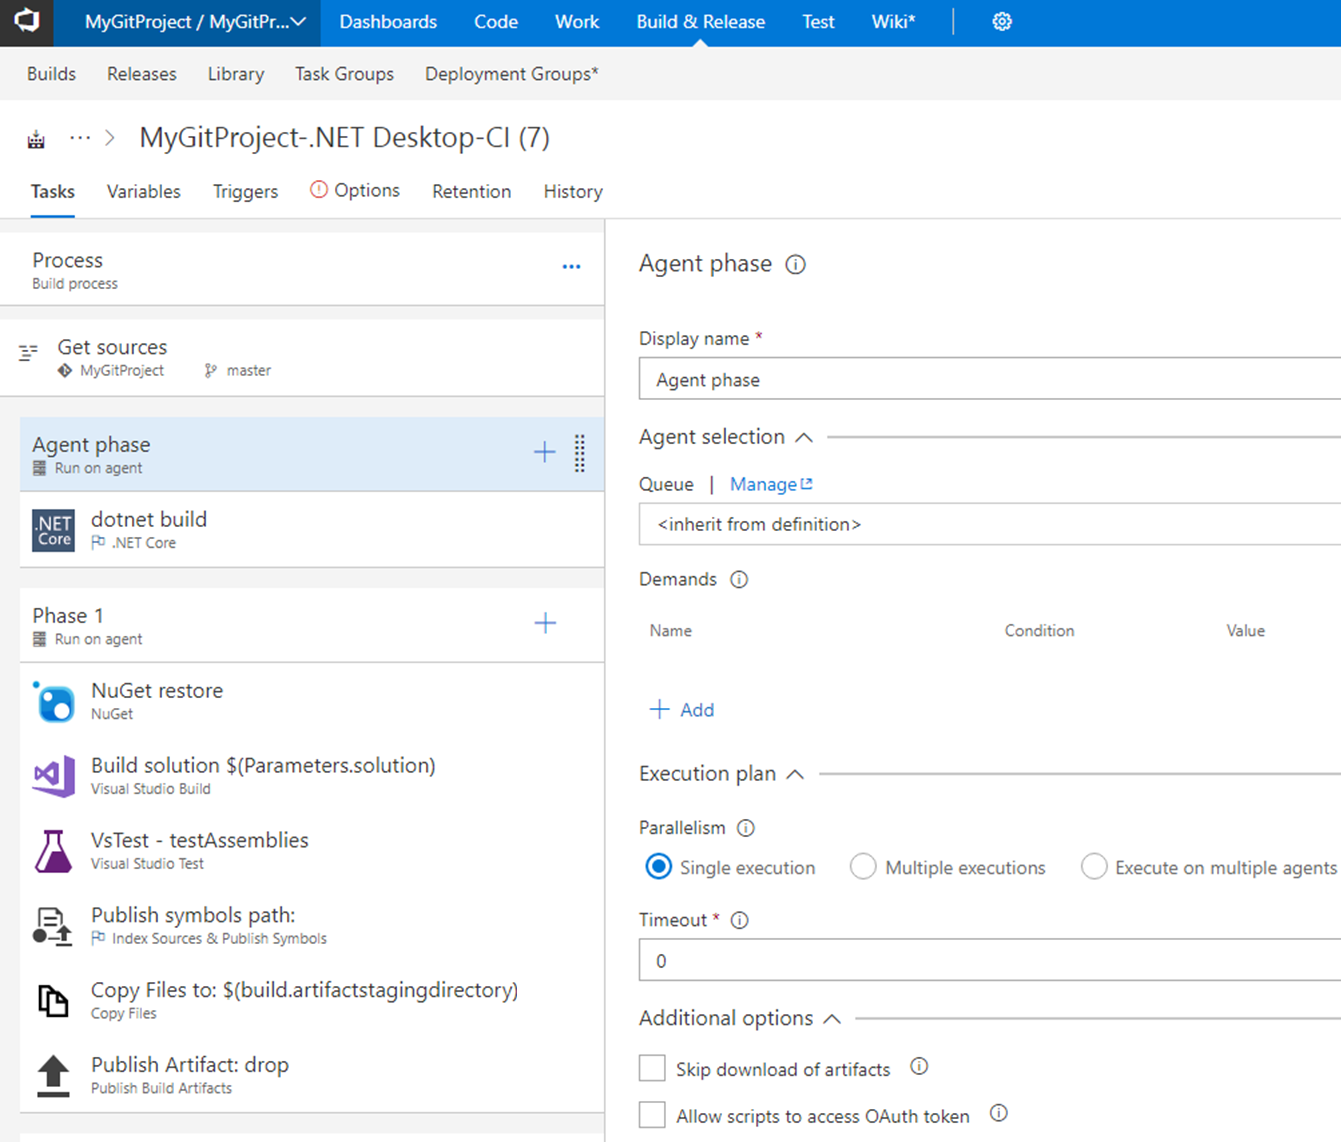 MyGitProject / MyGitPr... Dashboards Code Work Build & Release Test Wiki*
Builds Releases Library Task Groups Deployment Groups*
... MyGitProject-.NET Desktop-CI (7)
Tasks Variables Triggers Options Retention History
Process
Build process
Get sources
MyGitProject master
Agent phase
Run on agent
.NET Core
dotnet build
.NET Core
Phase 1
Run on agent
NuGet restore
NuGet
Build solution $(Parameters.solution)
Visual Studio Build
VsTest - testAssemblies
Visual Studio Test
Publish symbols path:
Index Sources & Publish Symbols
Copy Files to: $(build.artifactstagingdirectory)
Copy Files
Publish Artifact: drop
Publish Build Artifacts
Agent phase
Display name *
Agent phase
Agent selection
Queue | Manage
<inherit from definition>
Demands
Name Condition Value
+ Add
Execution plan
Parallelism
Single execution Multiple executions Execute on multiple agents
Timeout *
0
Additional options
Skip download of artifacts
Allow scripts to access OAuth token